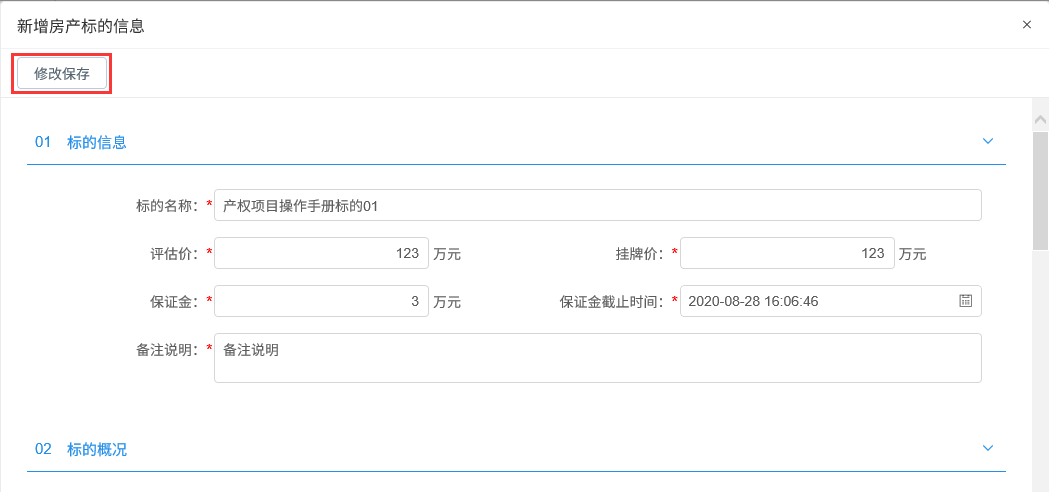 新增房产标的信息 ×
修改保存
01 标的信息
标的名称：*产权项目操作手册标的01
评估价：*123 万元 挂牌价：*123 万元
保证金：*3 万元 保证金截止时间：*2020-08-28 16:06:46
备注说明：*备注说明
02 标的概况